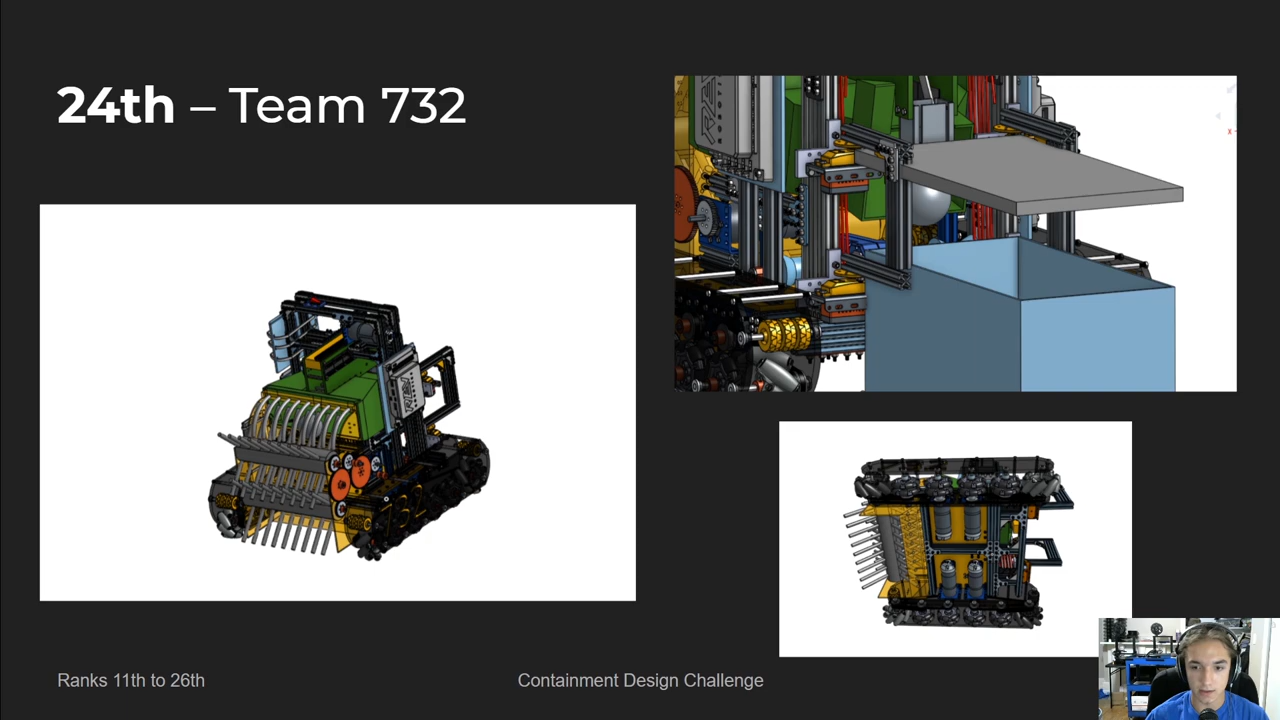 24th – Team 732
Ranks 11th to 26th
Containment Design Challenge